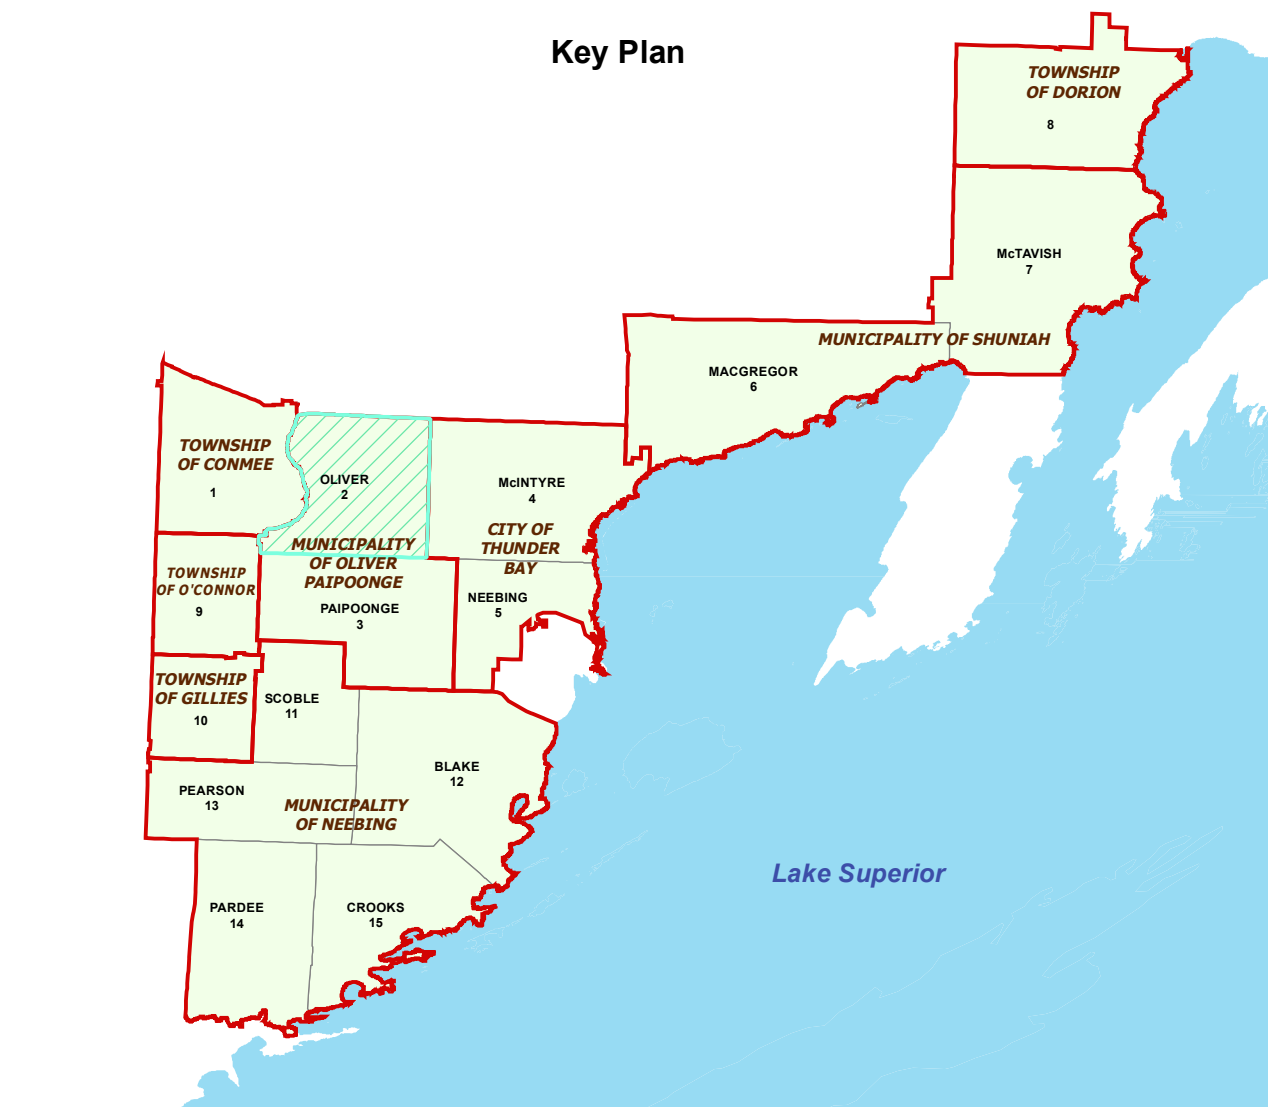 Key Plan
TOWNSHIP
OF DORION
8
McTAVISH
7
MUNICIPALITY OF SHUNIAH
MACGREGOR
6
TOWNSHIP
OF CONMEE
1
OLIVER
2
McINTYRE
4
CITY OF
THUNDER
BAY
MUNICIPALITY
OF OLIVER
PAIPOONGE
TOWNSHIP
OF O'CONNOR
9
PAIPOONGE
3
NEEBING
5
TOWNSHIP
OF GILLIES
10
SCOBLE
11
BLAKE
12
PEARSON
13
MUNICIPALITY
OF NEEBING
Lake Superior
PARDEE
14
CROOKS
15